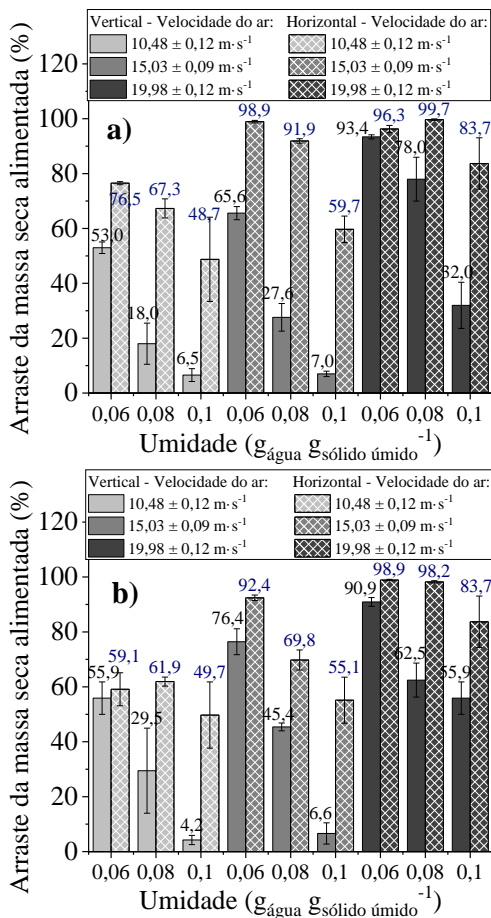 Vertical - Velocidade do ar: Horizontal - Velocidade do ar:
10,48 ± 0,12 m·s⁻¹ 10,48 ± 0,12 m·s⁻¹
15,03 ± 0,09 m·s⁻¹ 15,03 ± 0,09 m·s⁻¹
19,98 ± 0,12 m·s⁻¹ 19,98 ± 0,12 m·s⁻¹
a)
Arraste da massa seca alimentada (%)
120
100
80
60
40
20
0
53,0 76,5 18,0 67,3 6,5 48,7 65,6 98,9 27,6 91,9 7,0 59,7 93,4 96,3 78,0 99,7 32,0 83,7
0,06 0,08 0,1 0,06 0,08 0,1 0,06 0,08 0,1
Umidade (g água g sólido úmido⁻¹)
Vertical - Velocidade do ar: Horizontal - Velocidade do ar:
10,48 ± 0,12 m·s⁻¹ 10,48 ± 0,12 m·s⁻¹
15,03 ± 0,09 m·s⁻¹ 15,03 ± 0,09 m·s⁻¹
19,98 ± 0,12 m·s⁻¹ 19,98 ± 0,12 m·s⁻¹
b)
Arraste da massa seca alimentada (%)
120
100
80
60
40
20
0
55,9 59,1 29,5 61,9 4,2 49,7 76,4 92,4 45,4 69,8 6,6 55,1 90,9 98,9 62,5 98,2 55,9 83,7
0,06 0,08 0,1 0,06 0,08 0,1 0,06 0,08 0,1
Umidade (g água g sólido úmido⁻¹)